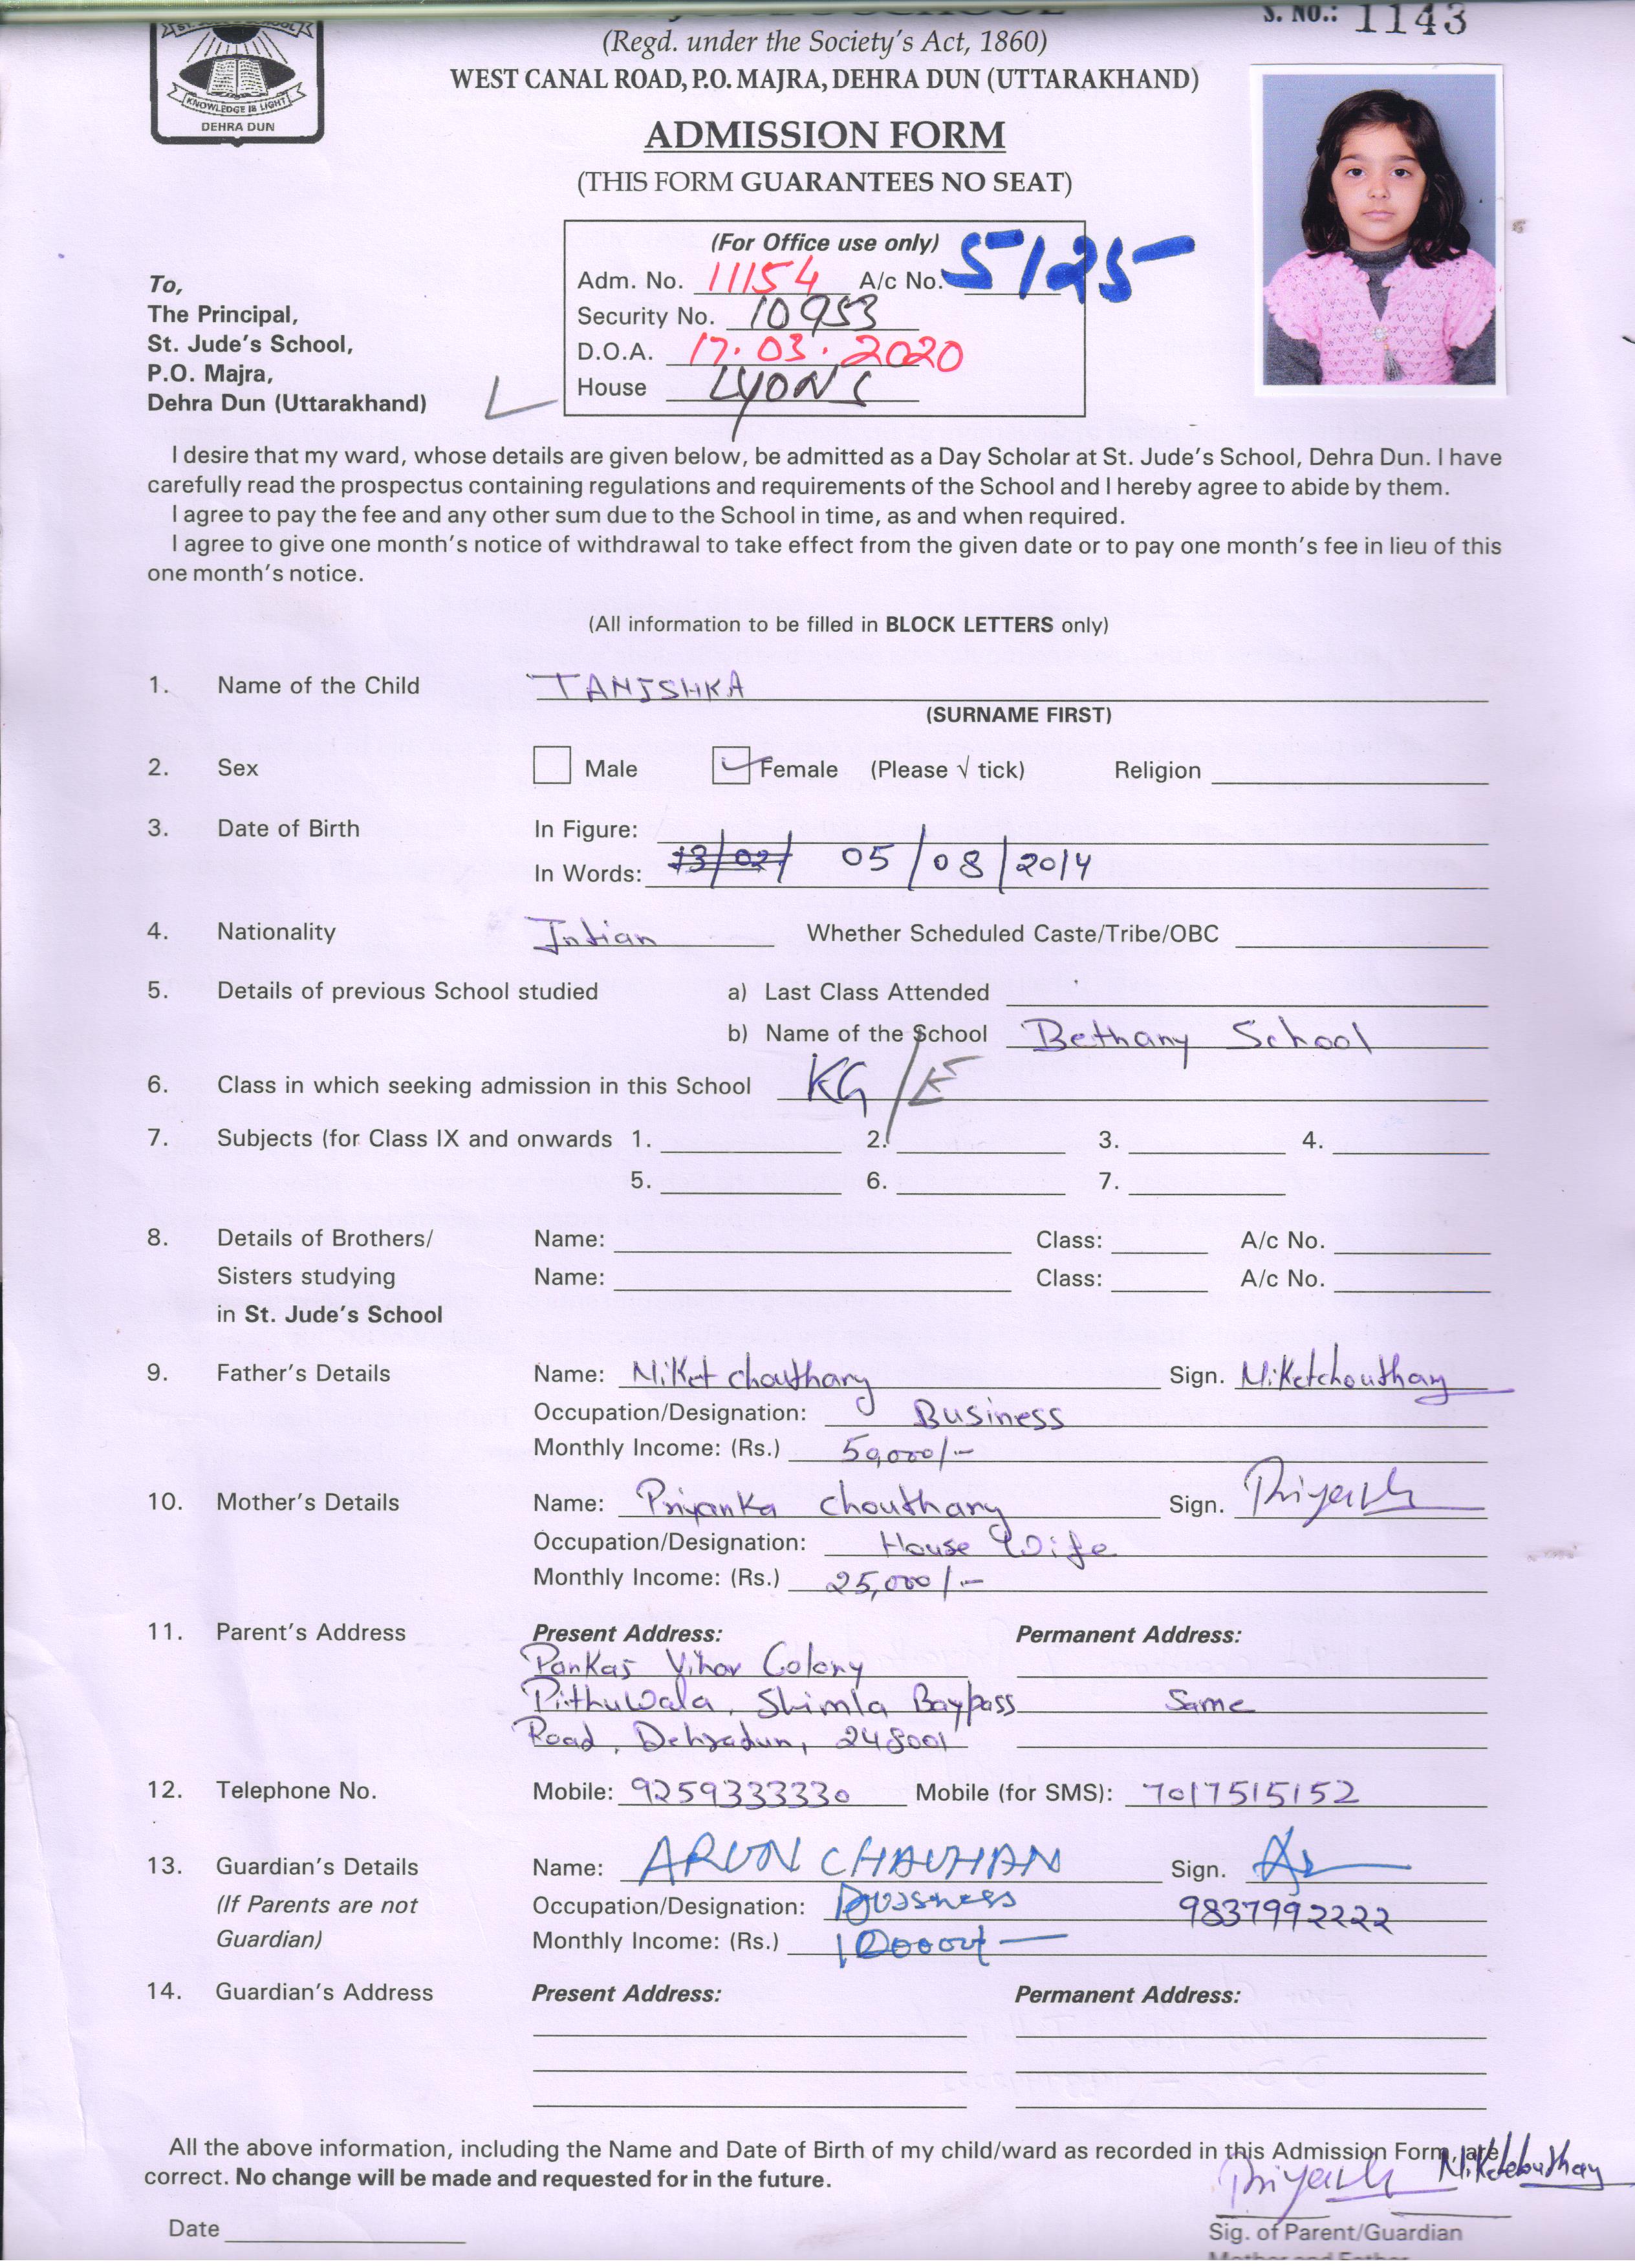 S. NO.: 1143
(Regd. under the Society's Act, 1860)
WEST CANAL ROAD, P.O. MAJRA, DEHRA DUN (UTTARAKHAND)
KNOWLEDGE IS LIGHT
DEHRA DUN
ADMISSION FORM
(THIS FORM GUARANTEES NO SEAT)
(For Office use only)
Adm. No. 11154 A/c No. 5125
Security No. 10953
D.O.A. 17.03.2020
House LYONS
To,
The Principal,
St. Jude's School,
P.O. Majra,
Dehra Dun (Uttarakhand)
I desire that my ward, whose details are given below, be admitted as a Day Scholar at St. Jude's School, Dehra Dun. I have
carefully read the prospectus containing regulations and requirements of the School and I hereby agree to abide by them.
I agree to pay the fee and any other sum due to the School in time, as and when required.
I agree to give one month's notice of withdrawal to take effect from the given date or to pay one month's fee in lieu of this
one month's notice.
(All information to be filled in BLOCK LETTERS only)
1. Name of the Child TANISHKA
(SURNAME FIRST)
2. Sex Male Female (Please √ tick) Religion
3. Date of Birth In Figure:
In Words: 13/02/ 05/08/2014
4. Nationality Intian Whether Scheduled Caste/Tribe/OBC
5. Details of previous School studied a) Last Class Attended
b) Name of the School Bethany School
6. Class in which seeking admission in this School KG/E
7. Subjects (for Class IX and onwards 1. 2. 3. 4.
5. 6. 7.
8. Details of Brothers/ Name: Class: A/c No.
Sisters studying Name: Class: A/c No.
in St. Jude's School
9. Father's Details Name: Niket chouthary Sign. Niketchouthary
Occupation/Designation: Business
Monthly Income: (Rs.) 50,000/-
10. Mother's Details Name: Priyanka chouthary Sign.
Occupation/Designation: House Wife
Monthly Income: (Rs.) 25,000/-
11. Parent's Address Present Address: Permanent Address:
Pankaj Vihar Colony
Pithuwala, Shimla Baypass Same
Road, Dehradun, 248001
12. Telephone No. Mobile: 9259333330 Mobile (for SMS): 7017515152
13. Guardian's Details Name: ARUN CHAUHAN Sign.
(If Parents are not Occupation/Designation: Bussness 9837992222
Guardian) Monthly Income: (Rs.)
14. Guardian's Address Present Address: Permanent Address:
All the above information, including the Name and Date of Birth of my child/ward as recorded in this Admission Form, are
correct. No change will be made and requested for in the future.
Date
Sig. of Parent/Guardian